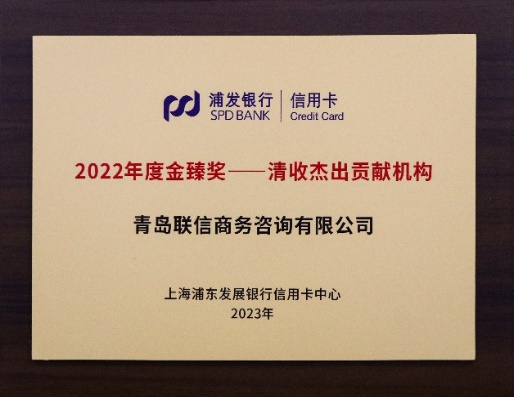 浦发银行 信用卡
SPD BANK Credit Card
2022年度金臻奖——清收杰出贡献机构
青岛联信商务咨询有限公司
上海浦东发展银行信用卡中心
2023年